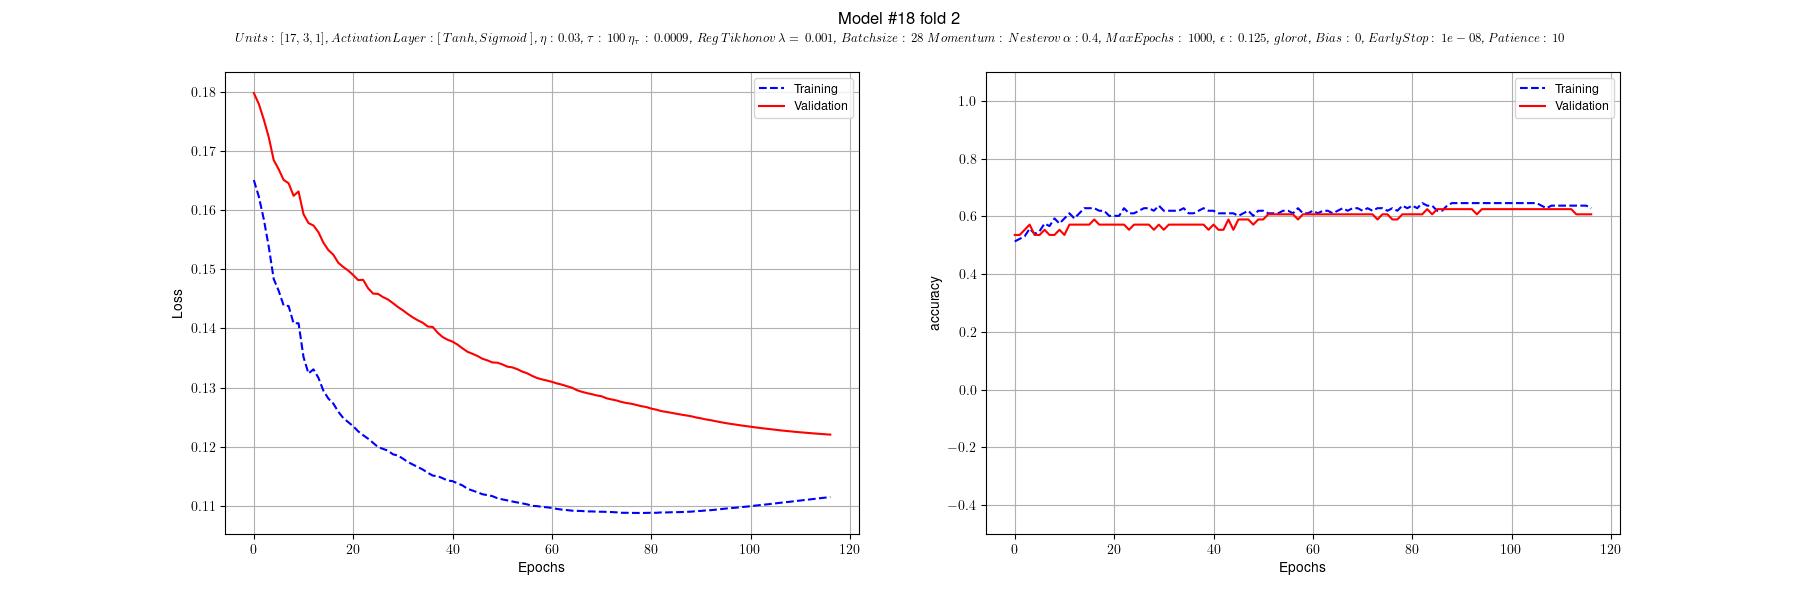 Model #18 fold 2
Units : [17, 3, 1], ActivationLayer : [ Tanh, Sigmoid ], η : 0.03, τ : 100 ητ : 0.0009, Reg Tikhonov λ = 0.001, Batchsize : 28 Momentum : Nesterov α : 0.4, MaxEpochs : 1000, ϵ : 0.125, glorot, Bias : 0, EarlyStop : 1e − 08, Patience : 10
Loss
0.18
0.17
0.16
0.15
0.14
0.13
0.12
0.11
Training
Validation
0 20 40 60 80 100 120
Epochs
accuracy
1.0
0.8
0.6
0.4
0.2
0.0
−0.2
−0.4
Training
Validation
0 20 40 60 80 100 120
Epochs